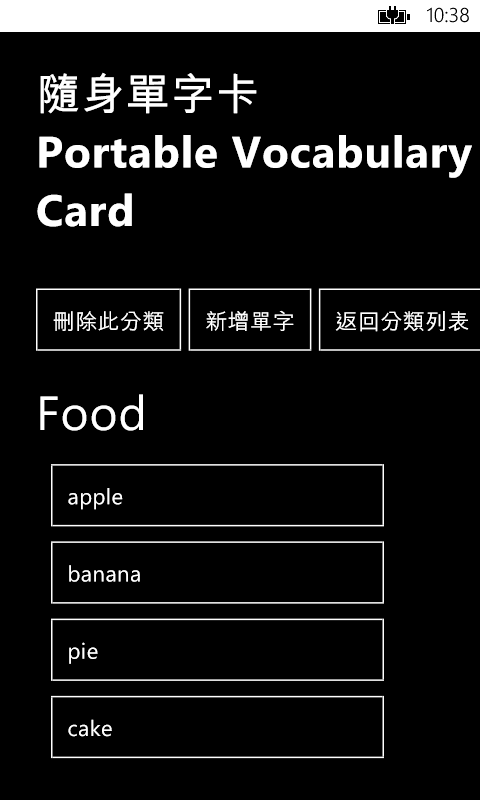 10:38
隨身單字卡
Portable Vocabulary
Card
刪除此分類 新增單字 返回分類列表
Food
apple
banana
pie
cake